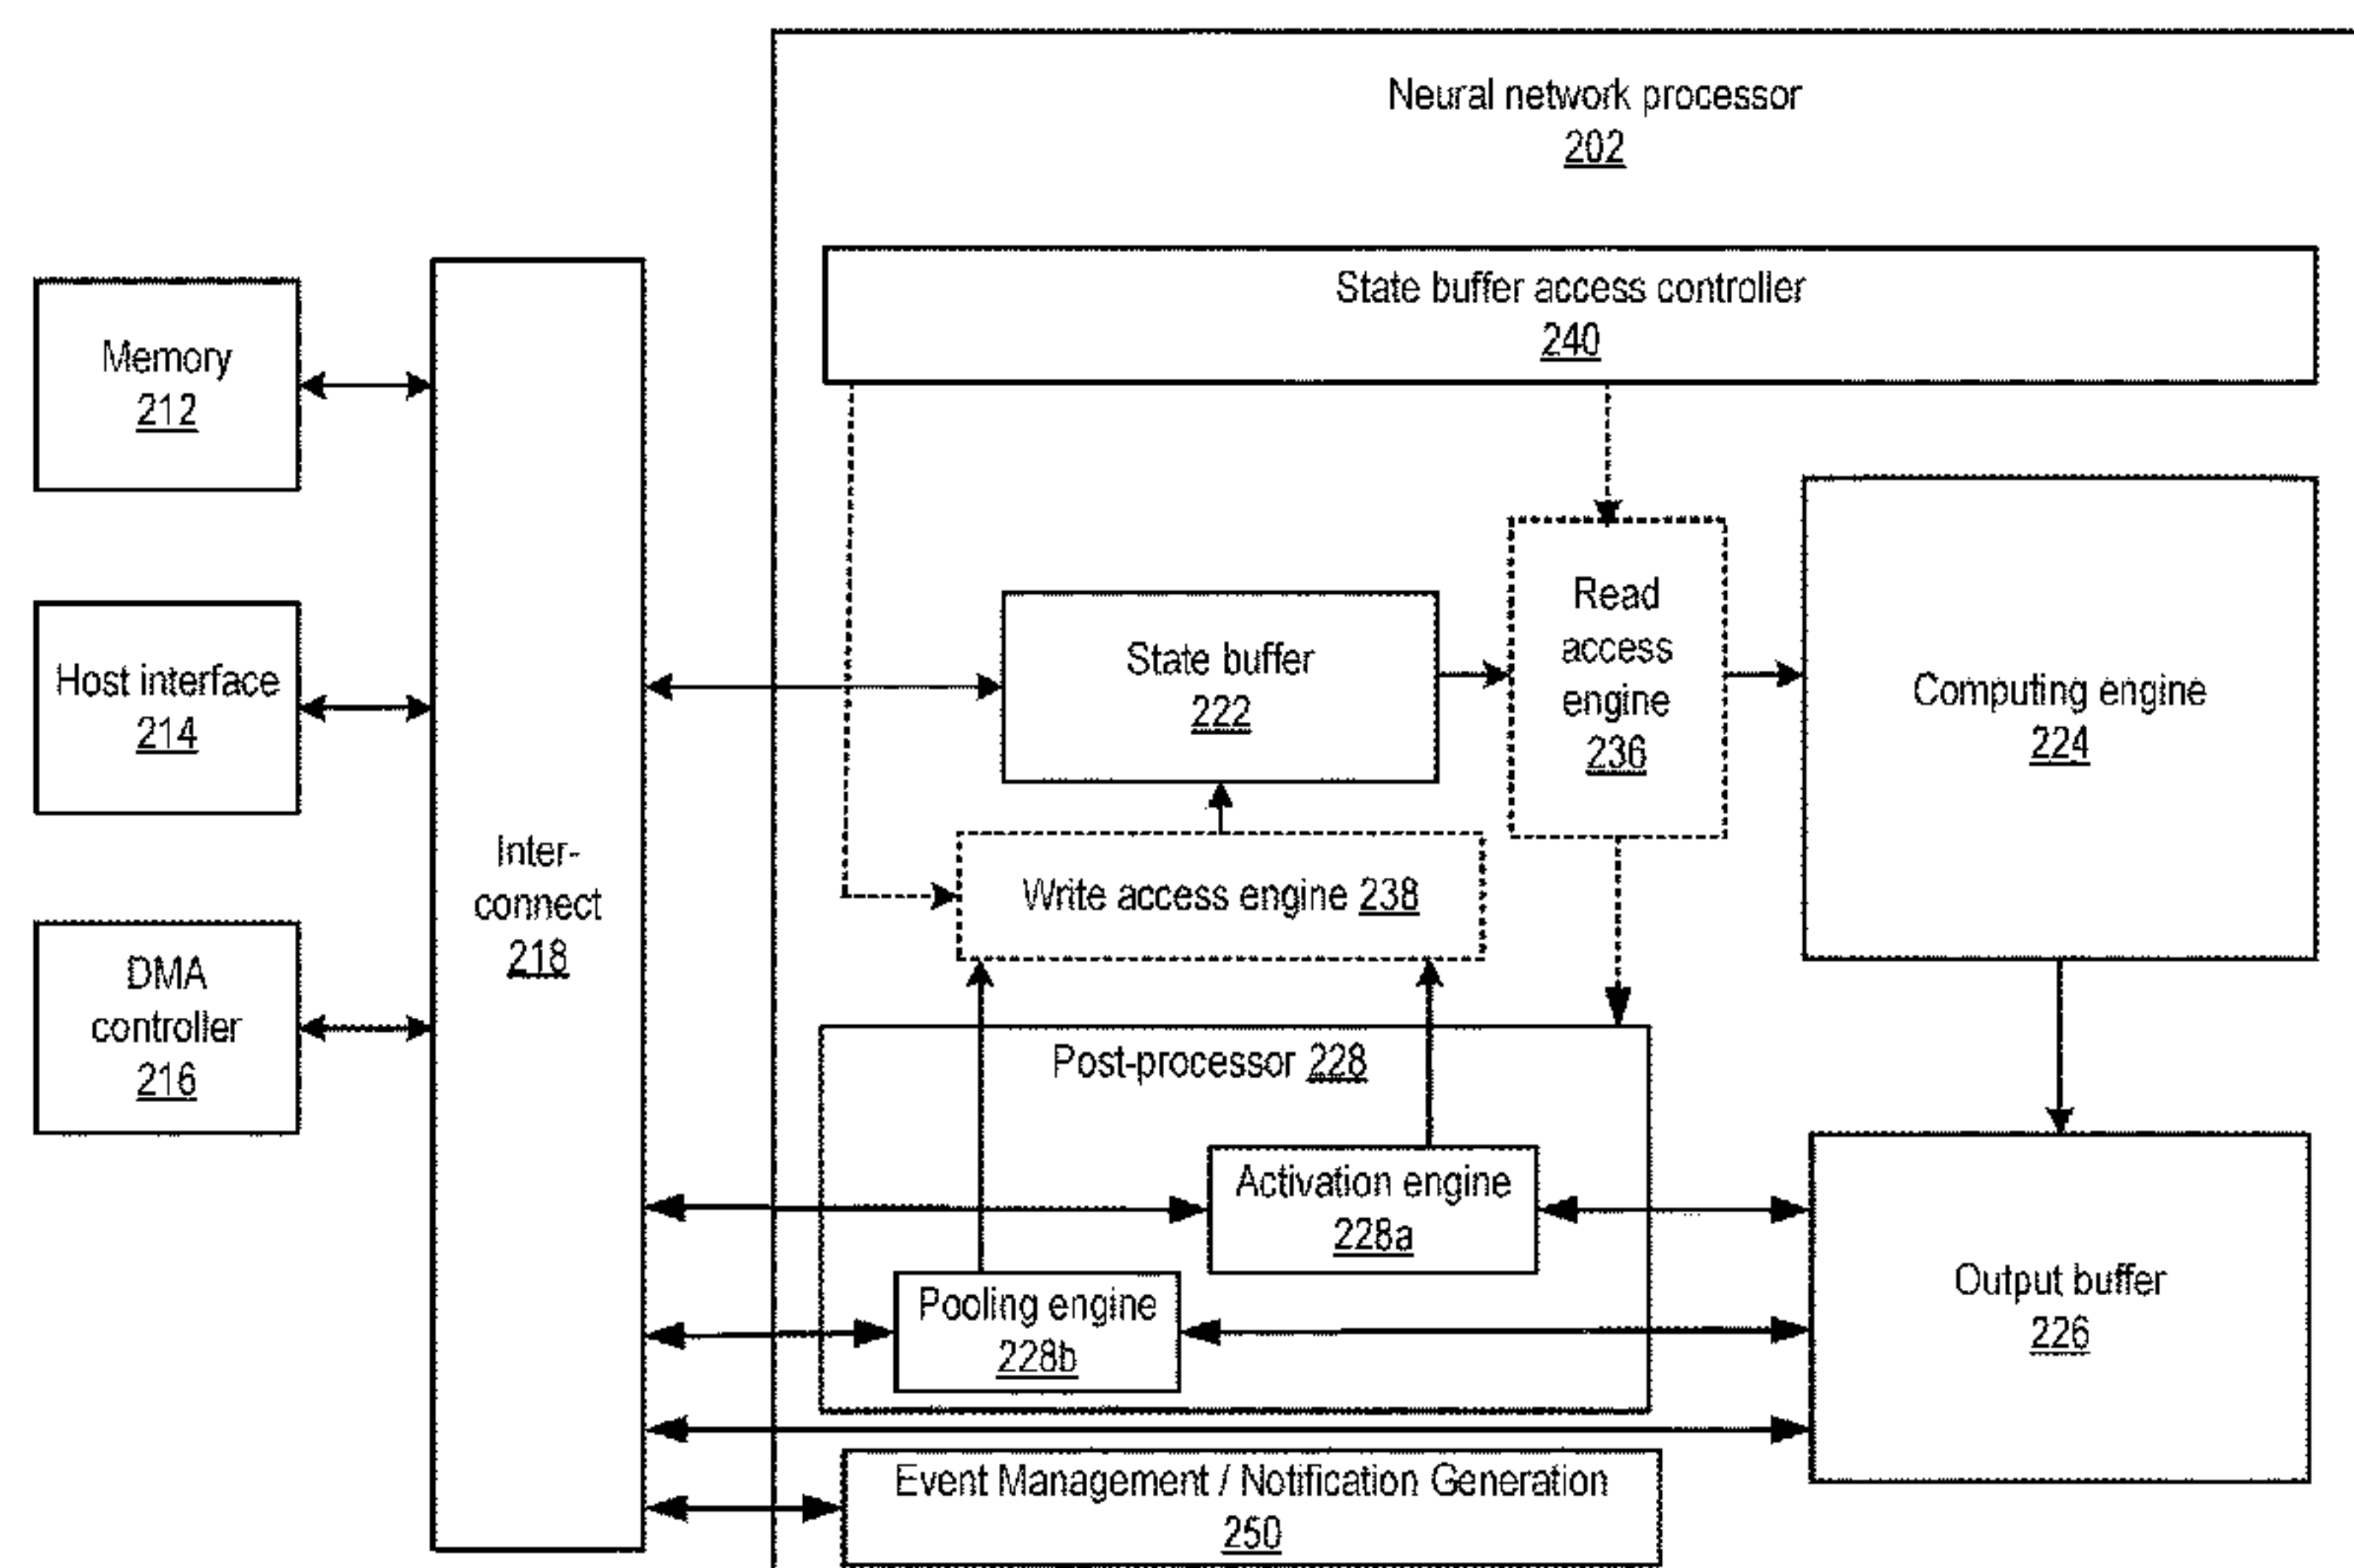 Neural network processor
202
State buffer access controller
240
Memory
212
Host interface
214
DMA
controller
216
Inter-
connect
218
State buffer
222
Read
access
engine
236
Computing engine
224
Write access engine 238
Post-processor 228
Activation engine
228a
Pooling engine
228b
Output buffer
226
Event Management / Notification Generation
250